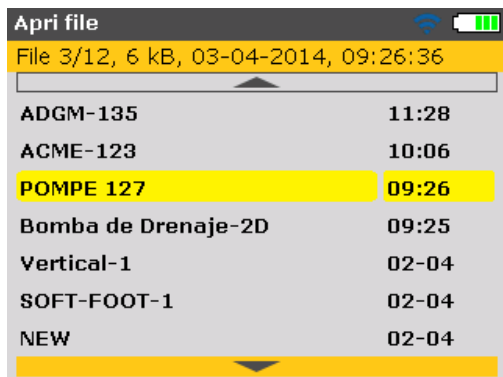 Apri file
File 3/12, 6 kB, 03-04-2014, 09:26:36
ADGM-135 11:28
ACME-123 10:06
POMPE 127 09:26
Bomba de Drenaje-2D 09:25
Vertical-1 02-04
SOFT-FOOT-1 02-04
NEW 02-04